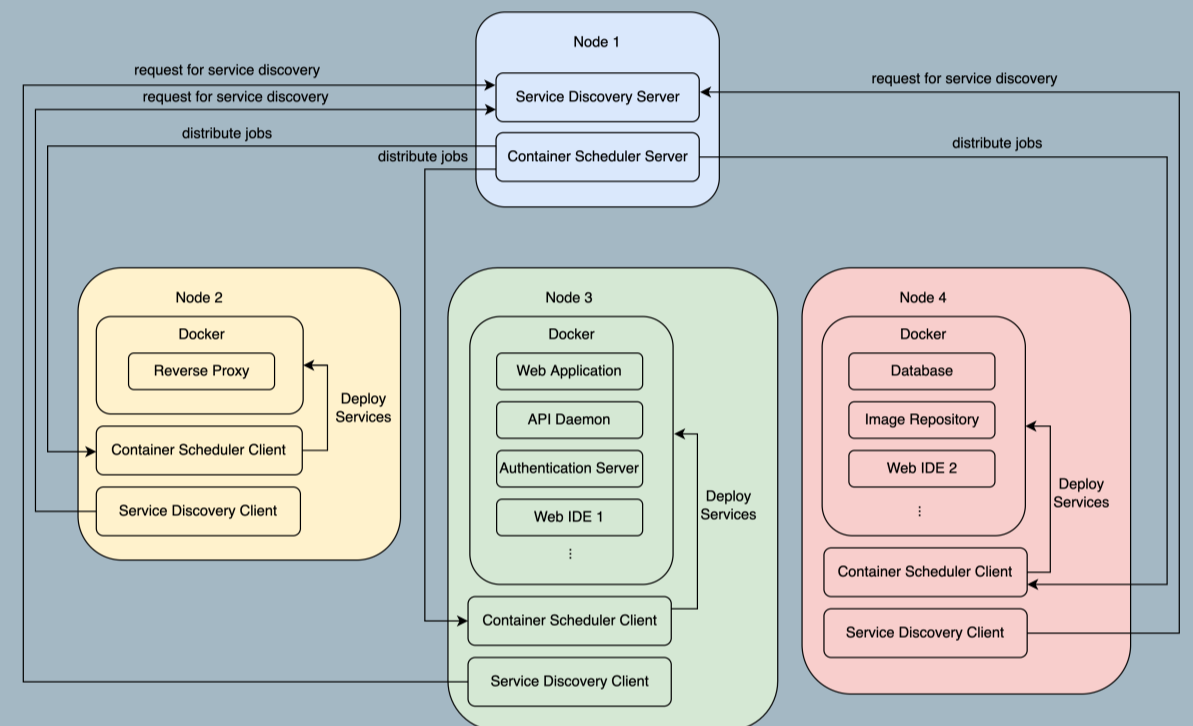 Node 1
request for service discovery
Service Discovery Server
request for service discovery
request for service discovery
distribute jobs
distribute jobs
Container Scheduler Server
distribute jobs
Node 2
Docker
Reverse Proxy
Deploy
Services
Container Scheduler Client
Service Discovery Client
Node 3
Docker
Web Application
API Daemon
Authentication Server
Web IDE 1
⋮
Deploy
Services
Container Scheduler Client
Service Discovery Client
Node 4
Docker
Database
Image Repository
Web IDE 2
⋮
Deploy
Services
Container Scheduler Client
Service Discovery Client